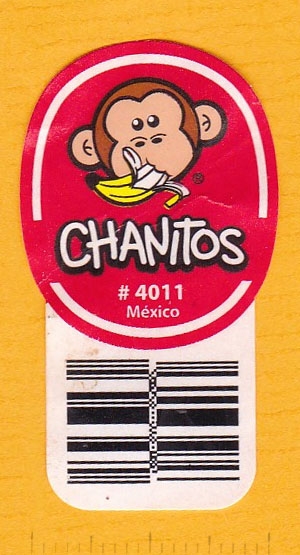 ®
CHANITOS
# 4011
México